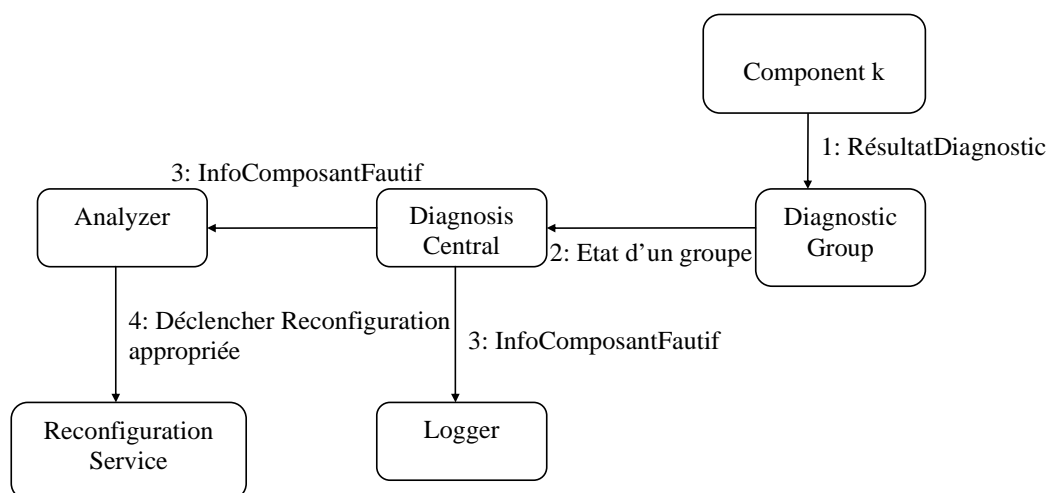 Component k
1: RésultatDiagnostic
3: InfoComposantFautif
Analyzer
Diagnosis
Central
Diagnostic
Group
2: Etat d’un groupe
4: Déclencher Reconfiguration
appropriée
3: InfoComposantFautif
Reconfiguration
Service
Logger